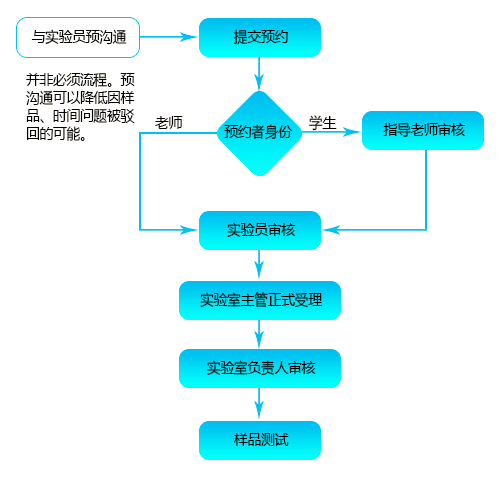 与实验员预沟通
提交预约
并非必须流程。预
沟通可以降低因样
品、时间问题被驳
回的可能。
老师
预约者身份
学生
指导老师审核
实验员审核
实验室主管正式受理
实验室负责人审核
样品测试